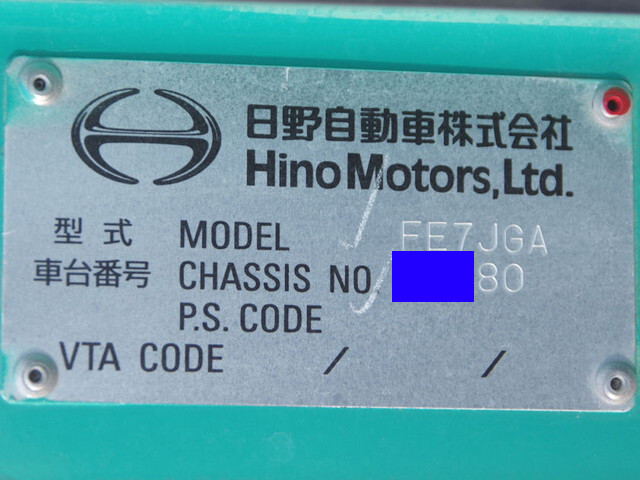 日野自動車株式会社
Hino Motors, Ltd.
型式 MODEL FE7JGA
車台番号 CHASSIS NO. 80
P.S. CODE
VTA CODE / /